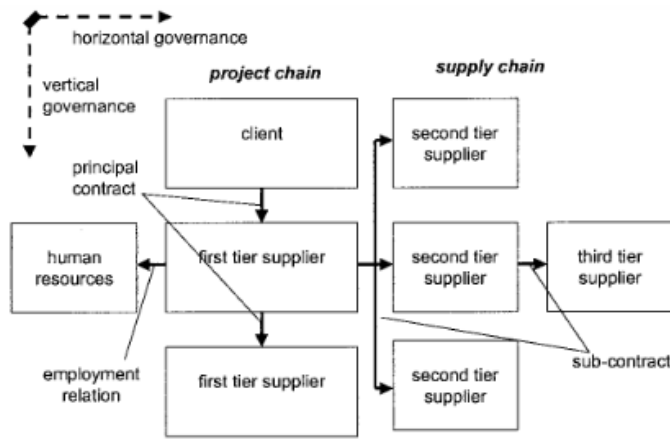 horizontal governance
vertical
governance
project chain
supply chain
client
second tier
supplier
principal
contract
human
resources
first tier supplier
second tier
supplier
third tier
supplier
employment
relation
first tier supplier
second tier
supplier
sub-contract